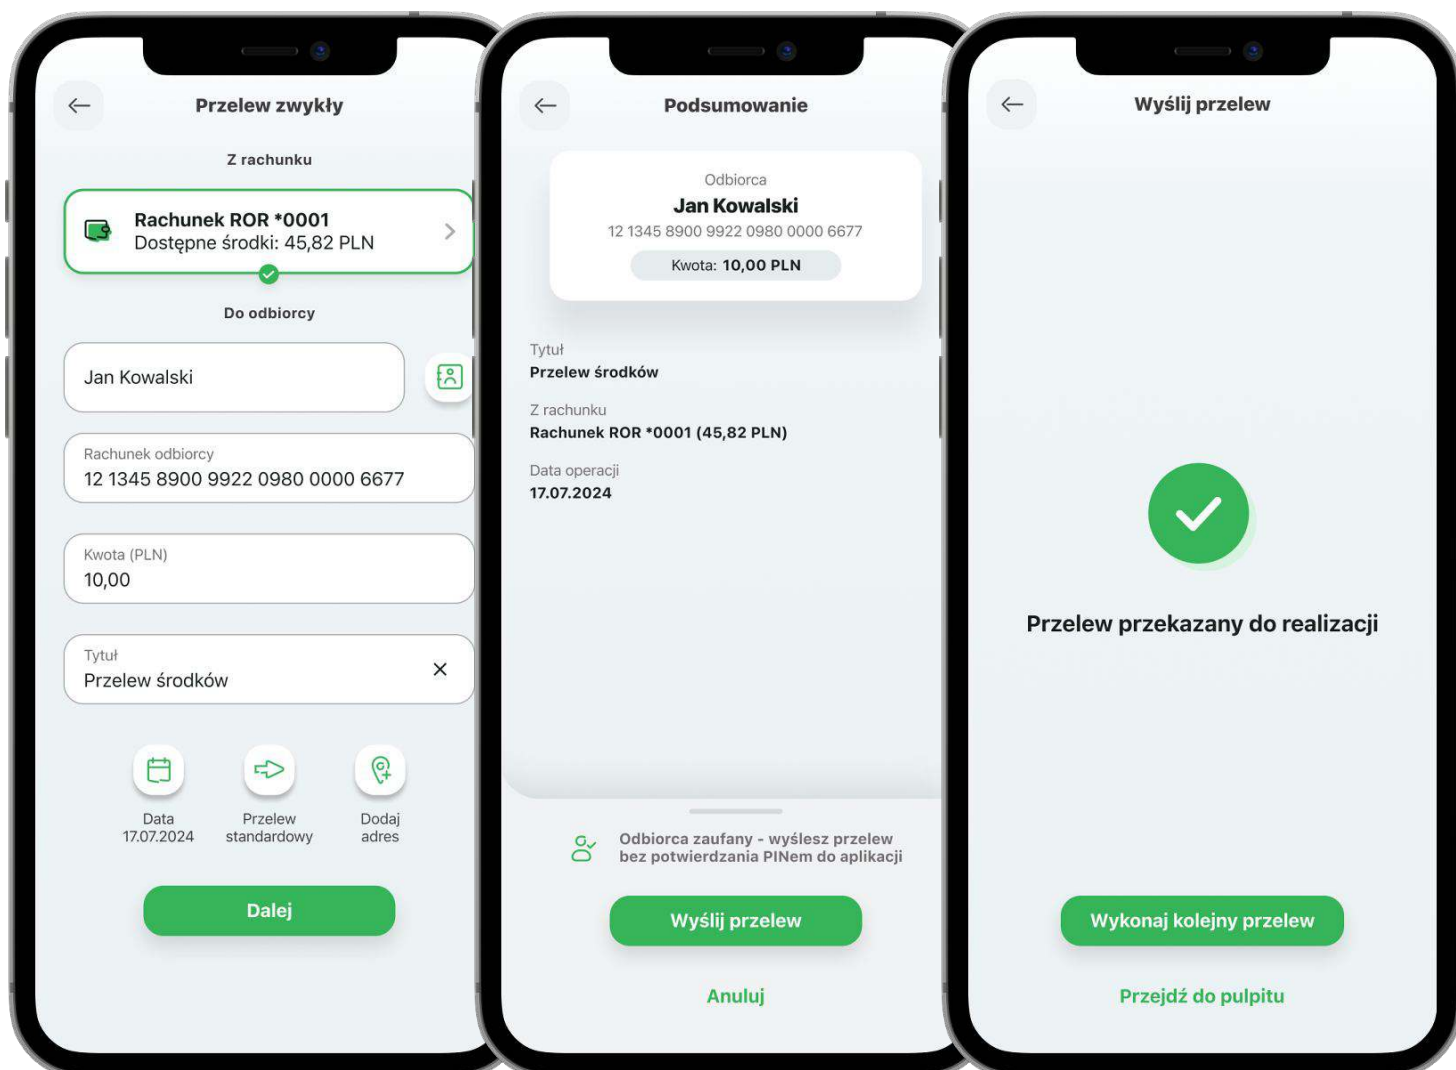 Przelew zwykły
Z rachunku
Rachunek ROR *0001
Dostępne środki: 45,82 PLN
Do odbiorcy
Jan Kowalski
Rachunek odbiorcy
12 1345 8900 9922 0980 0000 6677
Kwota (PLN)
10,00
Tytuł
Przelew środków
Data
17.07.2024
Przelew
standardowy
Dodaj
adres
Dalej
Podsumowanie
Odbiorca
Jan Kowalski
12 1345 8900 9922 0980 0000 6677
Kwota: 10,00 PLN
Tytuł
Przelew środków
Z rachunku
Rachunek ROR *0001 (45,82 PLN)
Data operacji
17.07.2024
Odbiorca zaufany - wyślesz przelew
bez potwierdzania PINem do aplikacji
Wyślij przelew
Anuluj
Wyślij przelew
Przelew przekazany do realizacji
Wykonaj kolejny przelew
Przejdź do pulpitu